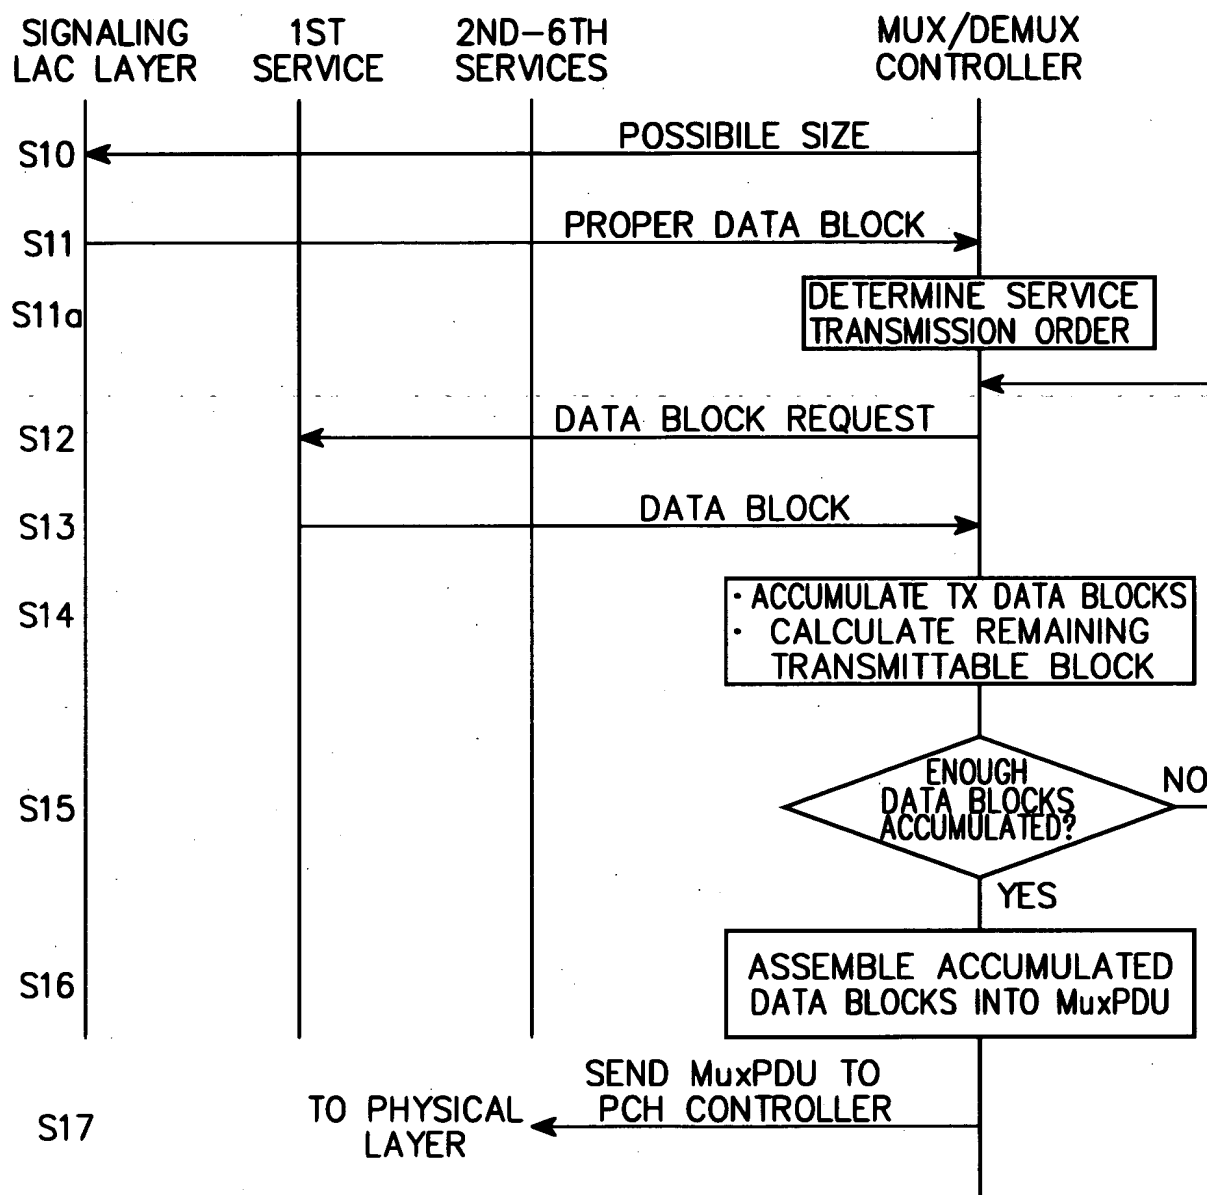 SIGNALING
LAC LAYER
1ST
SERVICE
2ND-6TH
SERVICES
MUX/DEMUX
CONTROLLER
S10
POSSIBILE SIZE
S11
PROPER DATA BLOCK
S11a
DETERMINE SERVICE
TRANSMISSION ORDER
S12
DATA BLOCK REQUEST
S13
DATA BLOCK
S14
· ACCUMULATE TX DATA BLOCKS
· CALCULATE REMAINING
TRANSMITTABLE BLOCK
S15
ENOUGH
DATA BLOCKS
ACCUMULATED?
NO
YES
S16
ASSEMBLE ACCUMULATED
DATA BLOCKS INTO MuxPDU
S17
TO PHYSICAL
LAYER
SEND MuxPDU TO
PCH CONTROLLER